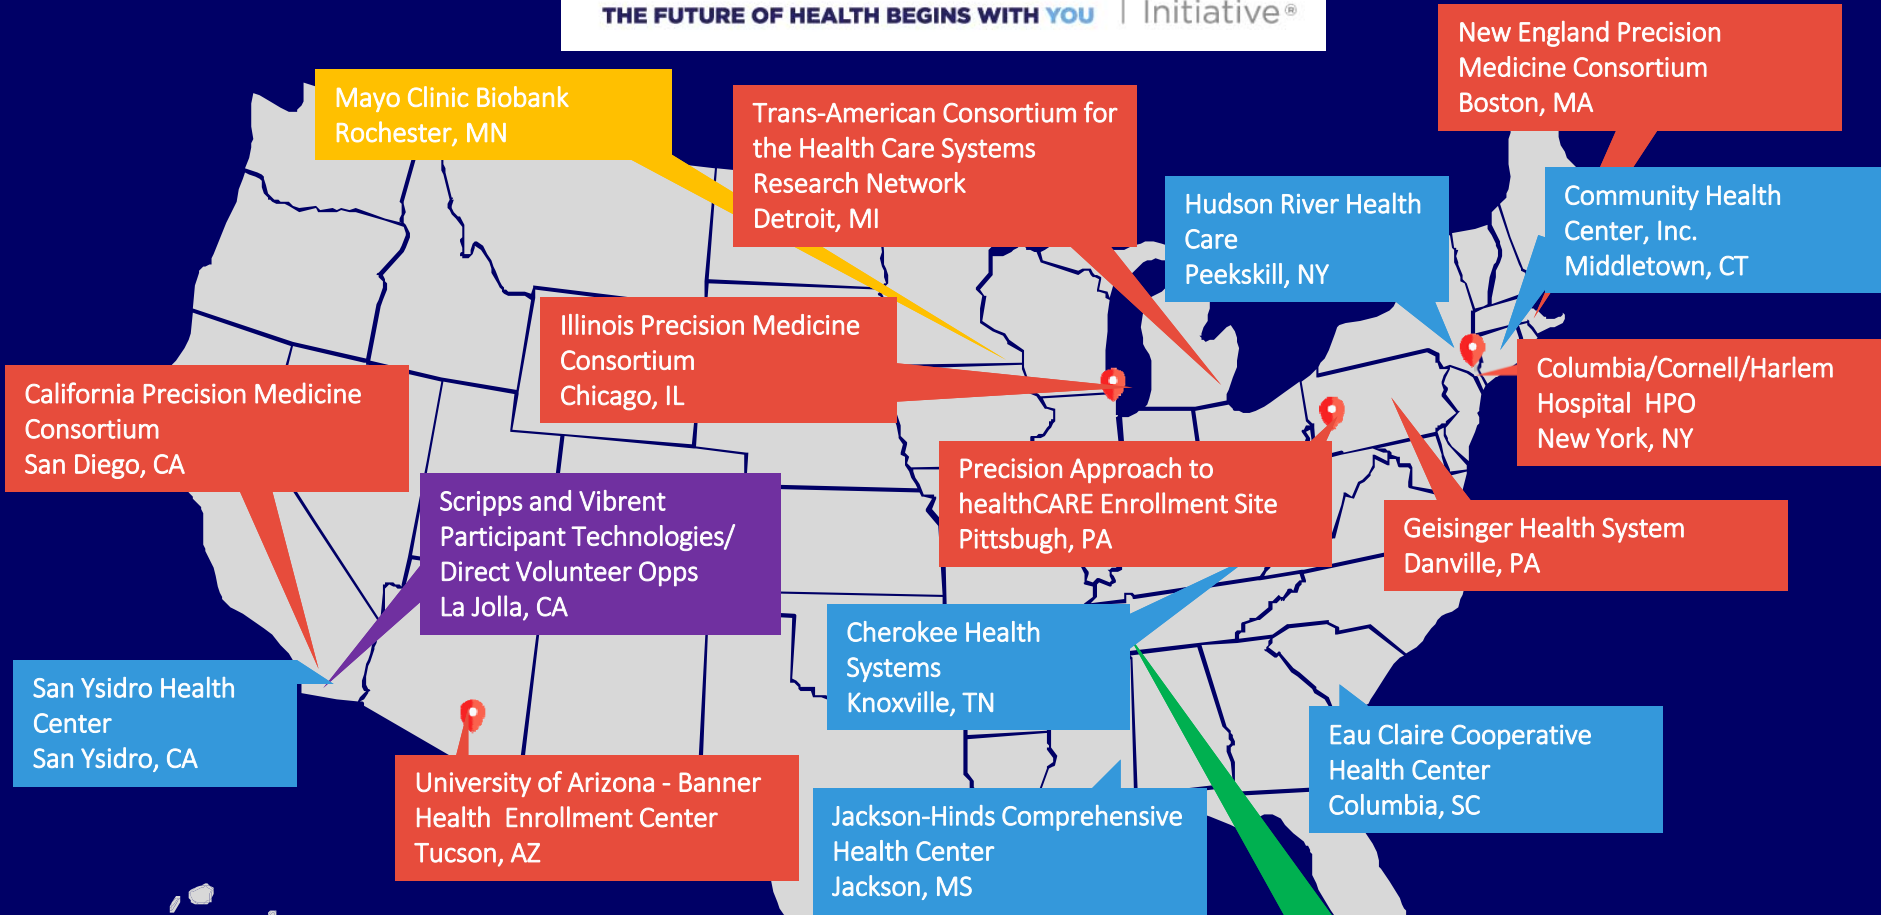 THE FUTURE OF HEALTH BEGINS WITH YOU | Initiative®
New England Precision
Medicine Consortium
Boston, MA
Mayo Clinic Biobank
Rochester, MN
Trans-American Consortium for
the Health Care Systems
Research Network
Detroit, MI
Hudson River Health
Care
Peekskill, NY
Community Health
Center, Inc.
Middletown, CT
Illinois Precision Medicine
Consortium
Chicago, IL
Columbia/Cornell/Harlem
Hospital HPO
New York, NY
California Precision Medicine
Consortium
San Diego, CA
Scripps and Vibrent
Participant Technologies/
Direct Volunteer Opps
La Jolla, CA
Precision Approach to
healthCARE Enrollment Site
Pittsbugh, PA
Geisinger Health System
Danville, PA
Cherokee Health
Systems
Knoxville, TN
San Ysidro Health
Center
San Ysidro, CA
Eau Claire Cooperative
Health Center
Columbia, SC
University of Arizona - Banner
Health Enrollment Center
Tucson, AZ
Jackson-Hinds Comprehensive
Health Center
Jackson, MS